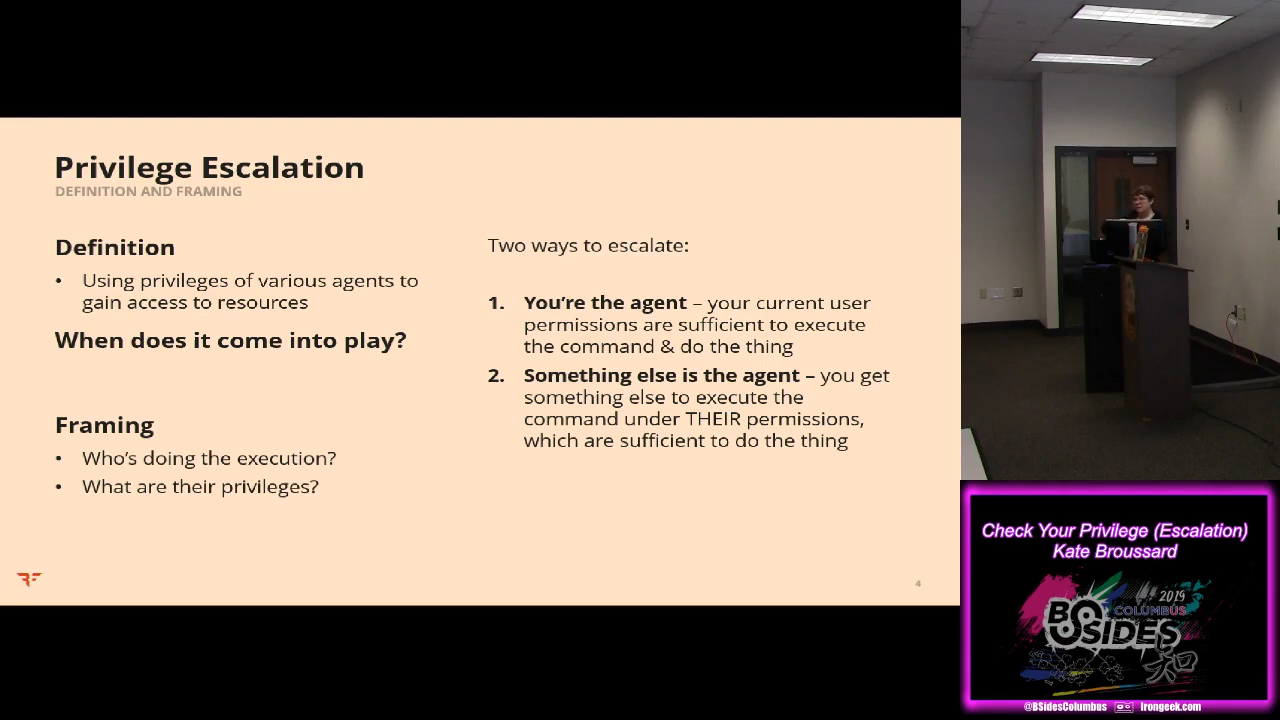 Privilege Escalation
DEFINITION AND FRAMING
Definition
• Using privileges of various agents to
gain access to resources
When does it come into play?
Framing
• Who's doing the execution?
• What are their privileges?
Two ways to escalate:
1. You're the agent – your current user
permissions are sufficient to execute
the command & do the thing
2. Something else is the agent – you get
something else to execute the
command under THEIR permissions,
which are sufficient to do the thing
4
Check Your Privilege (Escalation)
Kate Broussard
2019
COLUMBUS
BSIDES
知
@BSidesColumbus irongeek.com